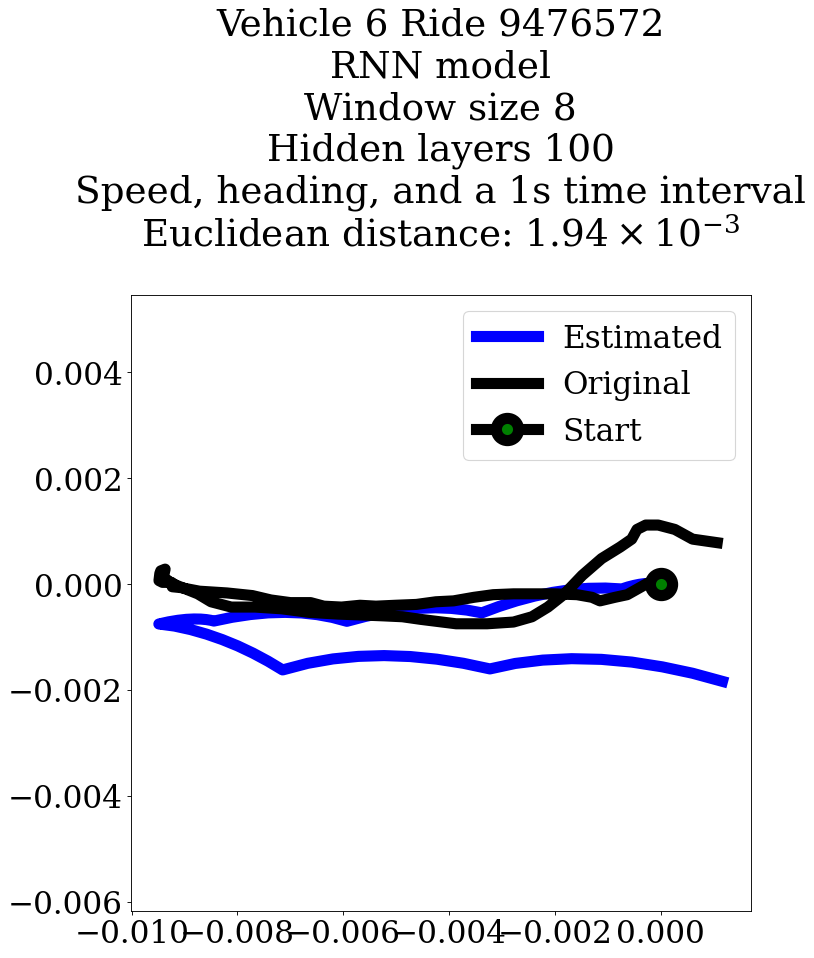 Vehicle 6 Ride 9476572
RNN model
Window size 8
Hidden layers 100
Speed, heading, and a 1s time interval
Euclidean distance: 1.94 × 10⁻³
Estimated
Original
Start
0.004
0.002
0.000
−0.002
−0.004
−0.006
−0.010
−0.008
−0.006
−0.004
−0.002
0.000